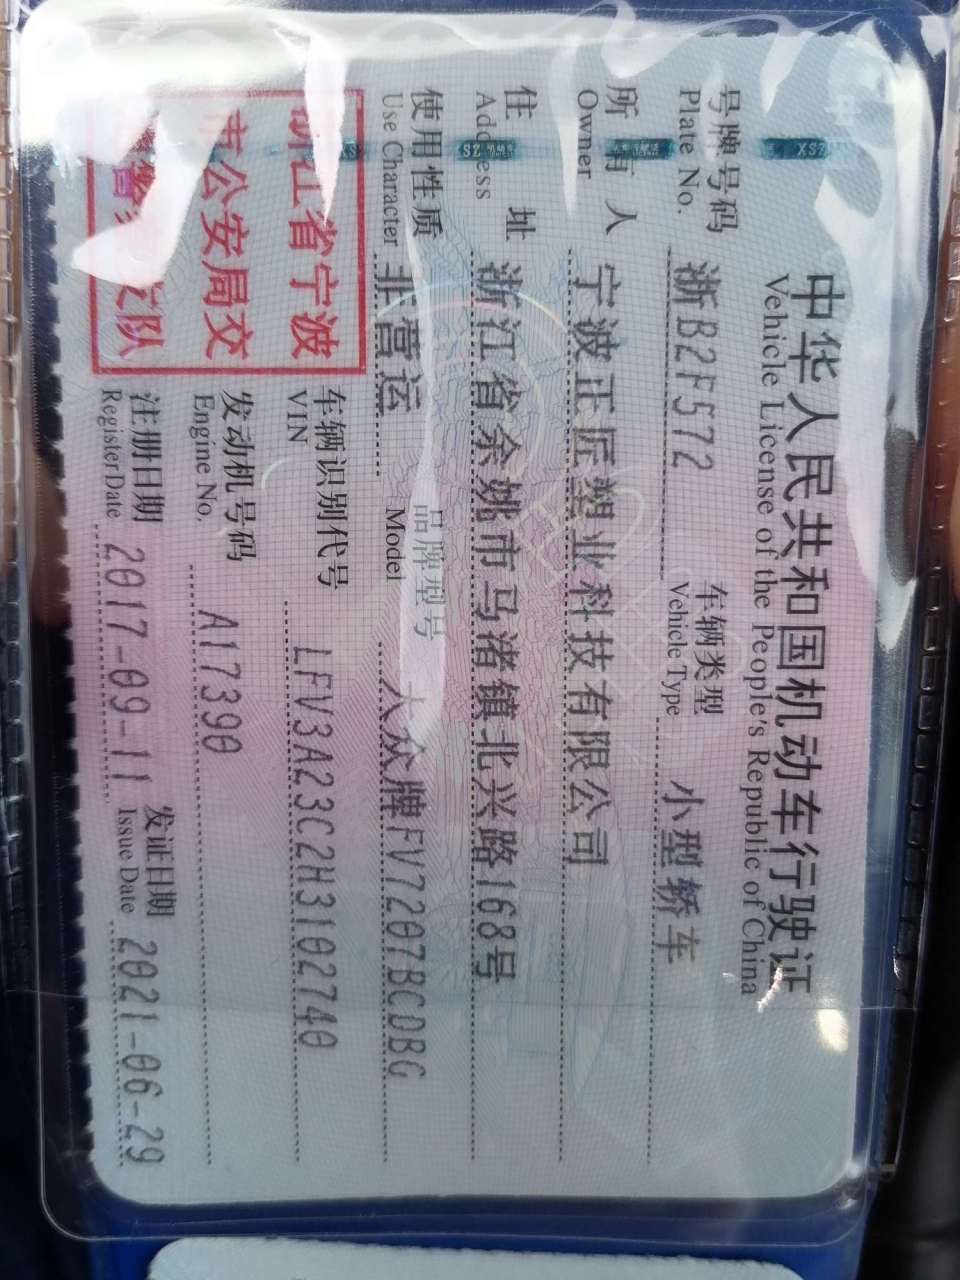 中华人民共和国机动车行驶证
Vehicle License of the People's Republic of China
号牌号码 浙B2F572 车辆类型 小型轿车
Plate No. Vehicle Type
所有人 宁波正匠塑业科技有限公司
Owner
住址 浙江省余姚市马渚镇北兴路168号
Address
使用性质 非营运 品牌型号 大众牌FV7207BCDBG
Use Character Model
浙江省宁波
市公安局交
支队
车辆识别代号 LFV3A23C2H3102740
VIN
发动机号码 A17390
Engine No.
注册日期 2017-09-11 发证日期 2021-06-29
Register Date Issue Date